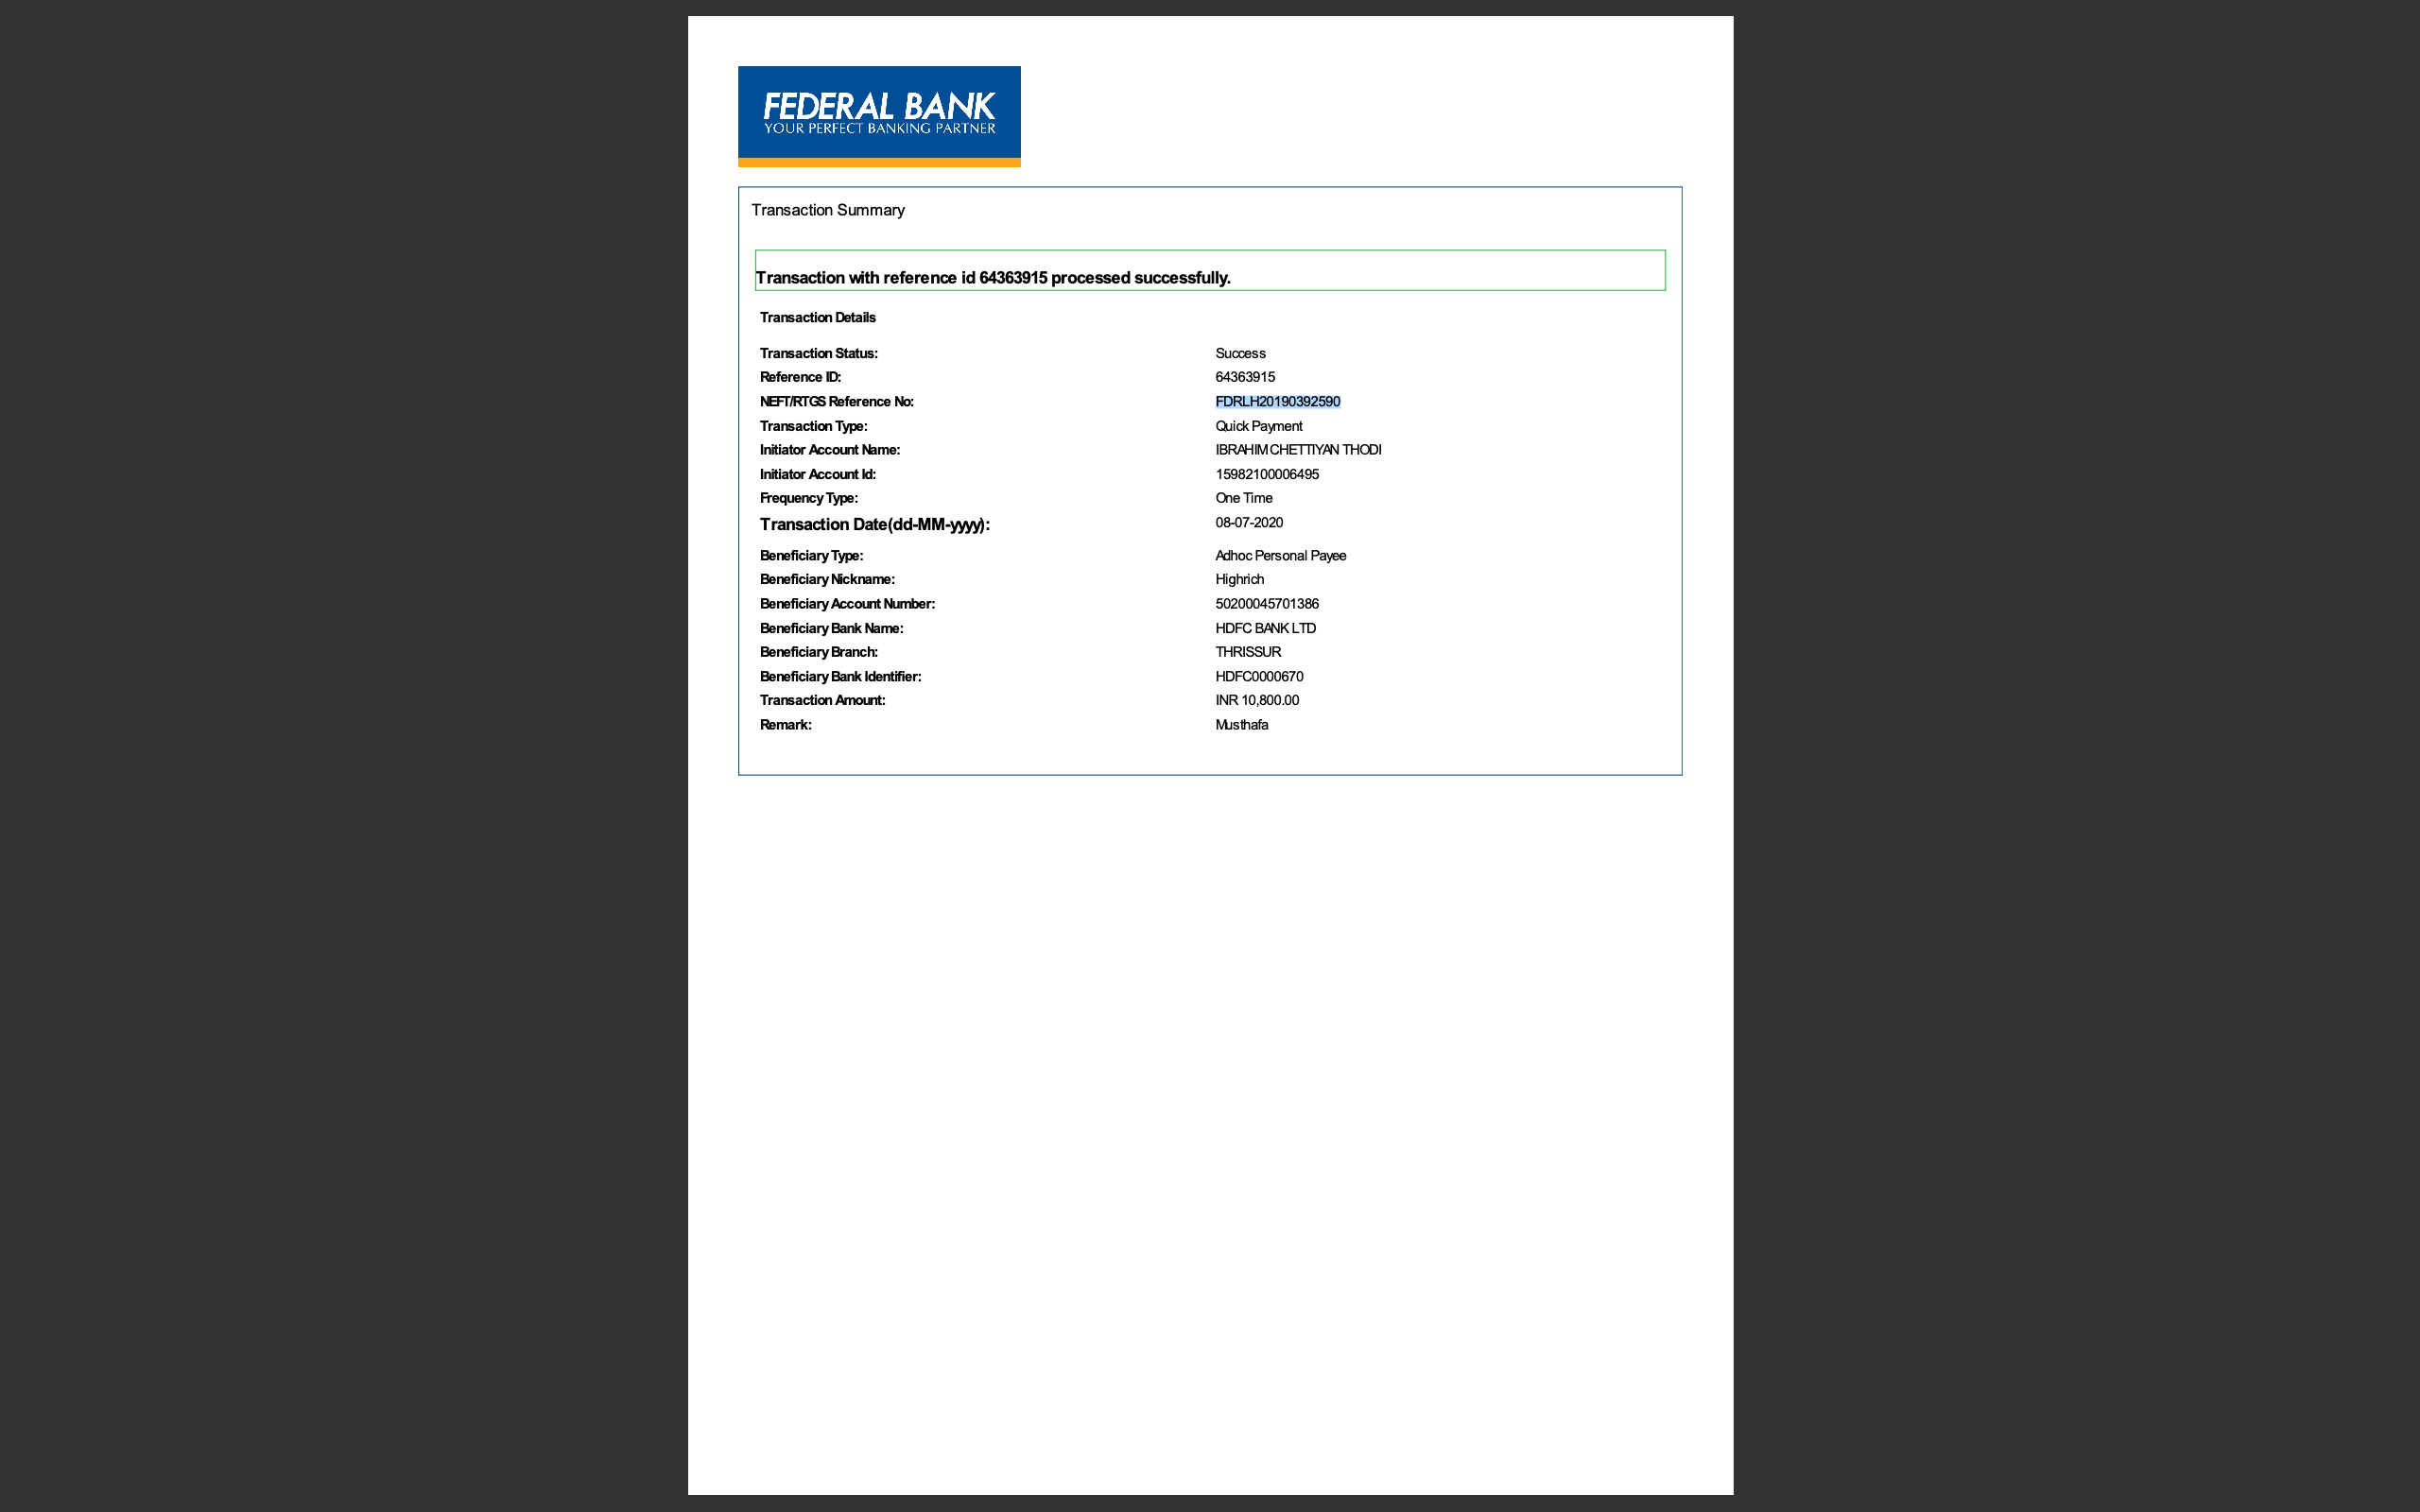 FEDERAL BANK
YOUR PERFECT BANKING PARTNER
Transaction Summary
Transaction with reference id 64363915 processed successfully.
Transaction Details
Transaction Status: Success
Reference ID: 64363915
NEFT/RTGS Reference No: FDRLH20190392590
Transaction Type: Quick Payment
Initiator Account Name: IBRAHIM CHETTIYAN THODI
Initiator Account Id: 15982100006495
Frequency Type: One Time
Transaction Date(dd-MM-yyyy): 08-07-2020
Beneficiary Type: Adhoc Personal Payee
Beneficiary Nickname: Highrich
Beneficiary Account Number: 50200045701386
Beneficiary Bank Name: HDFC BANK LTD
Beneficiary Branch: THRISSUR
Beneficiary Bank Identifier: HDFC0000670
Transaction Amount: INR 10,800.00
Remark: Musthafa